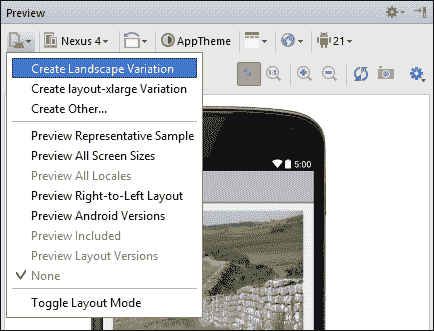 Preview
Nexus 4 AppTheme 21
1:1
Create Landscape Variation
Create layout-xlarge Variation
Create Other...
Preview Representative Sample
Preview All Screen Sizes
Preview All Locales
Preview Right-to-Left Layout
Preview Android Versions
Preview Included
Preview Layout Versions
None
Toggle Layout Mode
5:00